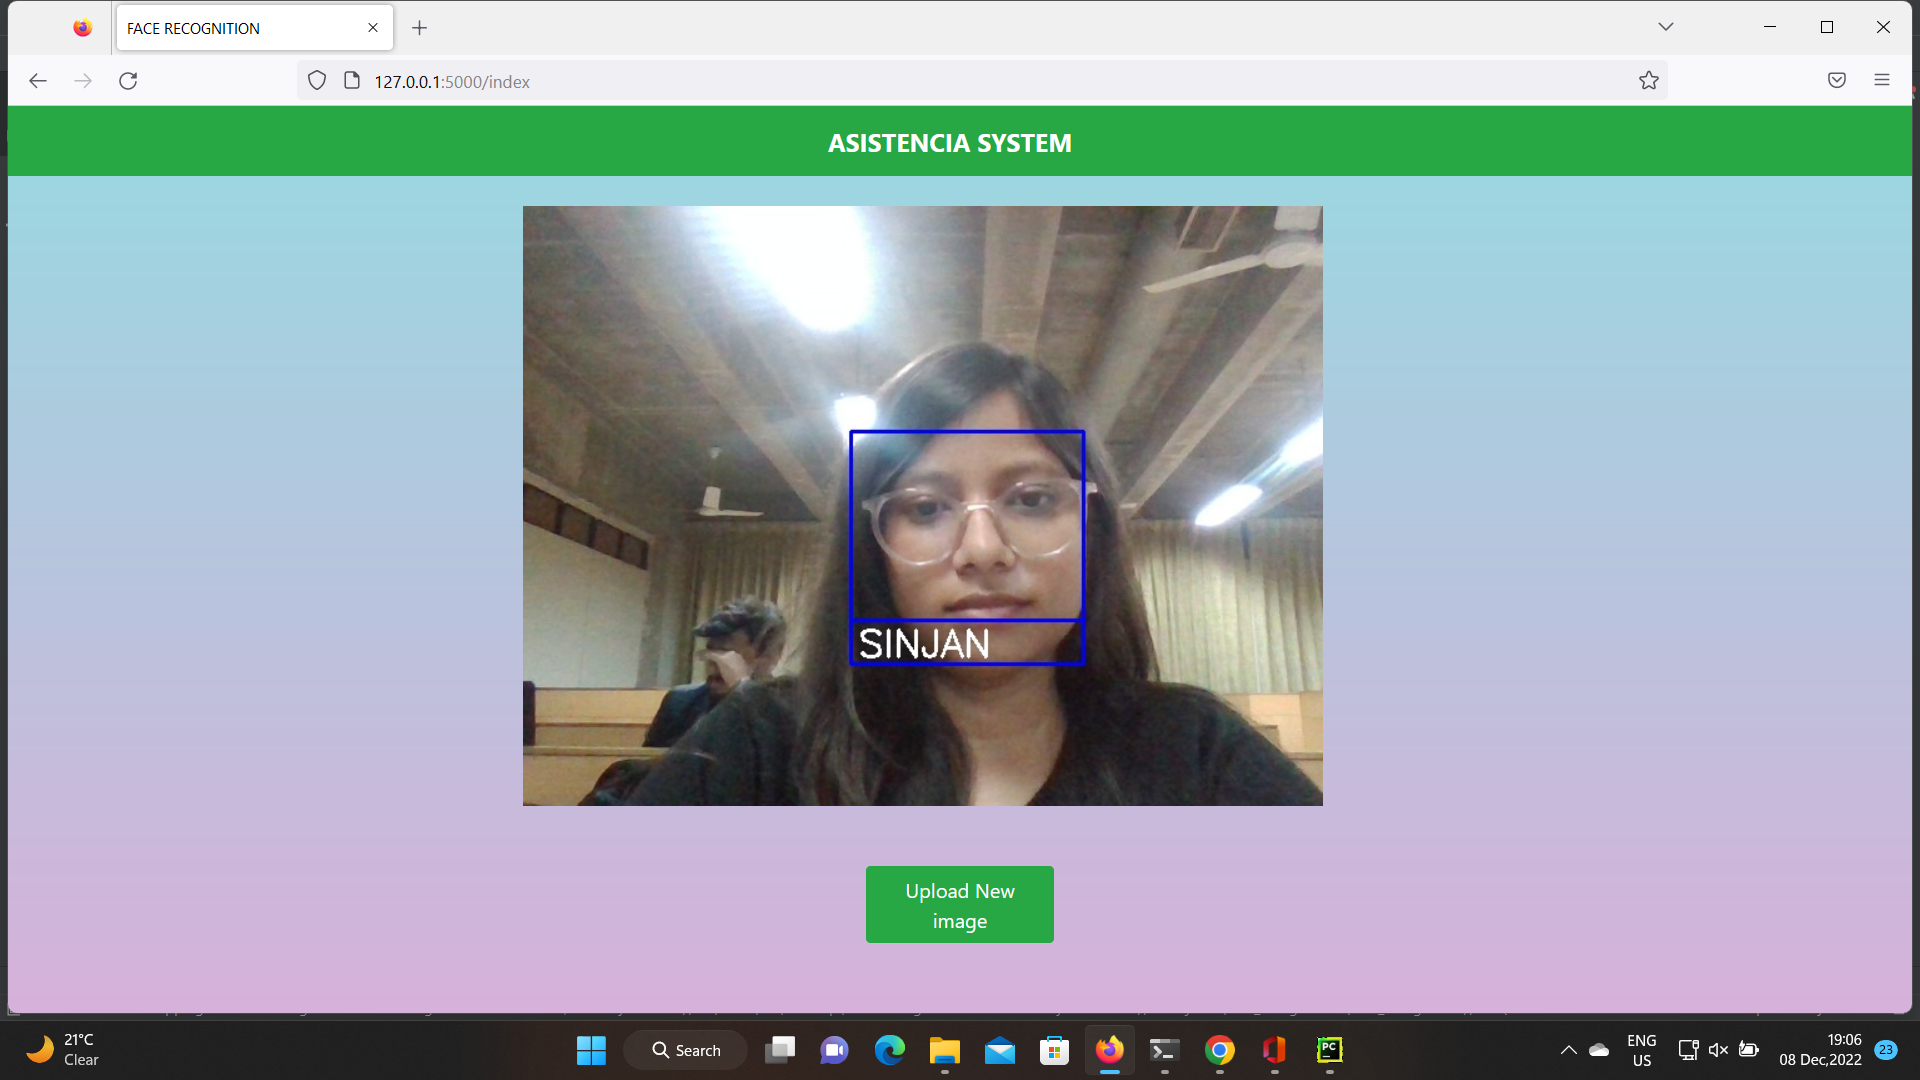 FACE RECOGNITION
127.0.0.1:5000/index
ASISTENCIA SYSTEM
SINJAN
Upload New
image
21°C
Clear
Search
PC
ENG
US
19:06
08 Dec,2022
23